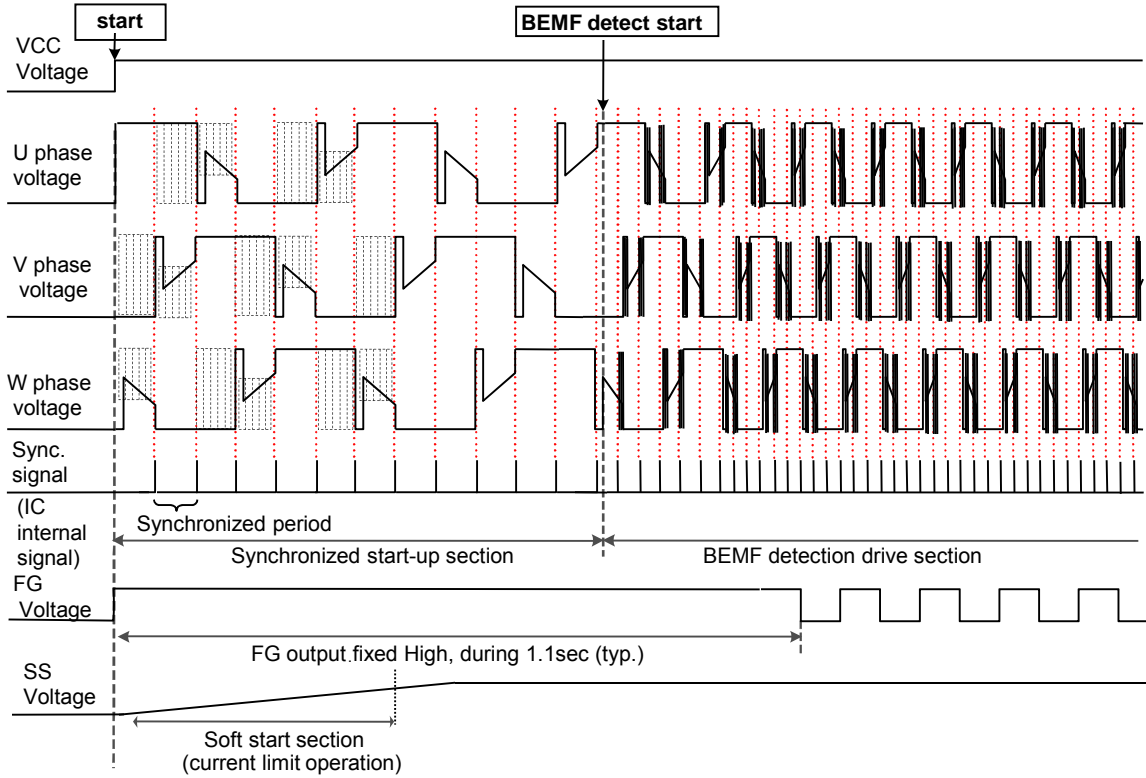 start
BEMF detect start
VCC
Voltage
U phase
voltage
V phase
voltage
W phase
voltage
Sync.
signal
(IC
internal
signal)
Synchronized period
Synchronized start-up section
BEMF detection drive section
FG
Voltage
FG output fixed High, during 1.1sec (typ.)
SS
Voltage
Soft start section
(current limit operation)